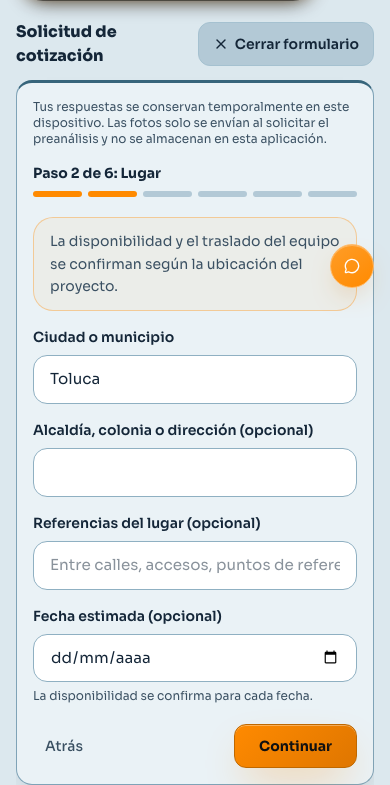 Solicitud de
cotización
Cerrar formulario
Tus respuestas se conservan temporalmente en este
dispositivo. Las fotos solo se envían al solicitar el
preanálisis y no se almacenan en esta aplicación.
Paso 2 de 6: Lugar
La disponibilidad y el traslado del equipo
se confirman según la ubicación del
proyecto.
Ciudad o municipio
Toluca
Alcaldía, colonia o dirección (opcional)
Referencias del lugar (opcional)
Entre calles, accesos, puntos de refere
Fecha estimada (opcional)
dd/mm/aaaa
La disponibilidad se confirma para cada fecha.
Atrás
Continuar